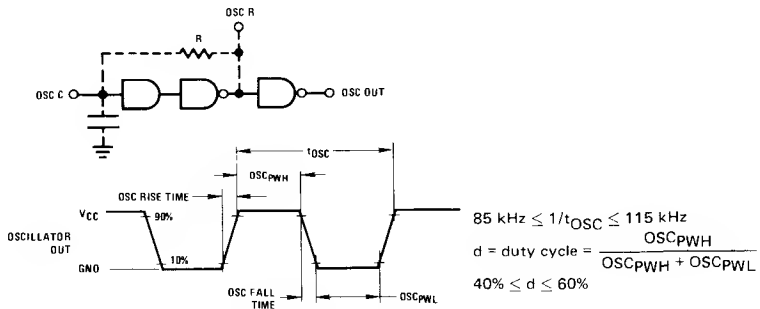 OSC R
R
OSC C
OSC OUT
tOSC
OSCPWH
OSC RISE TIME
VCC
90%
OSCILLATOR
OUT
10%
GND
OSC FALL
TIME
OSCPWL
85 kHz ≤ 1/tOSC ≤ 115 kHz
d = duty cycle = OSCPWH / OSCPWH + OSCPWL
40% ≤ d ≤ 60%